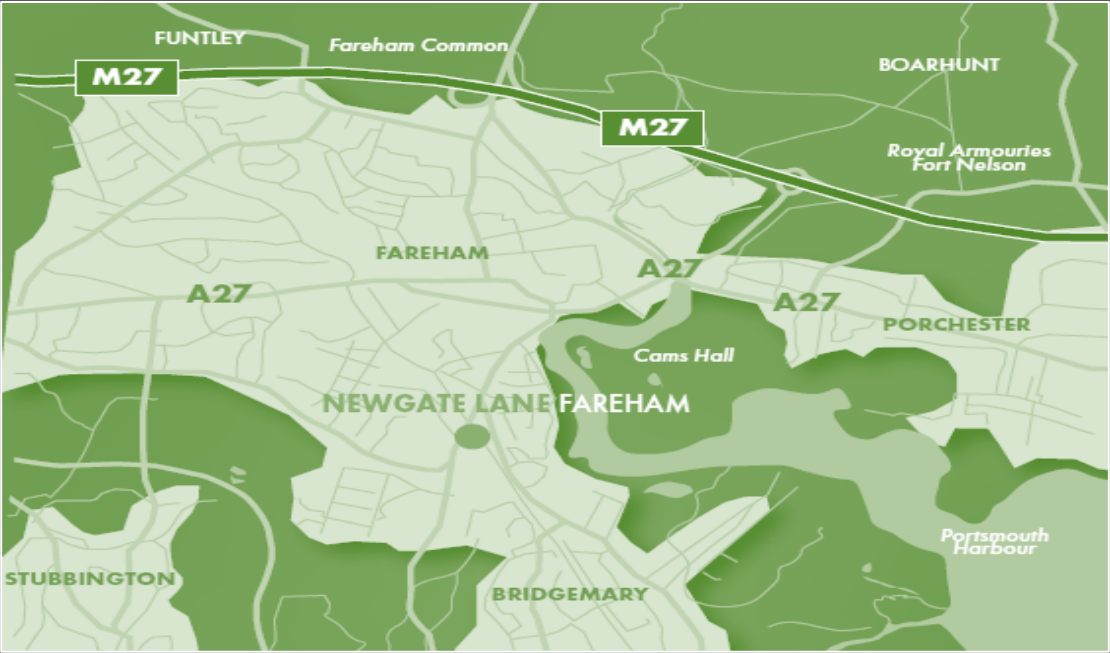 FUNTLEY
Fareham Common
M27
BOARHUNT
M27
Royal Armouries
Fort Nelson
FAREHAM
A27
A27
A27
PORCHESTER
Cams Hall
NEWGATE LANE FAREHAM
Portsmouth
Harbour
STUBBINGTON
BRIDGEMARY